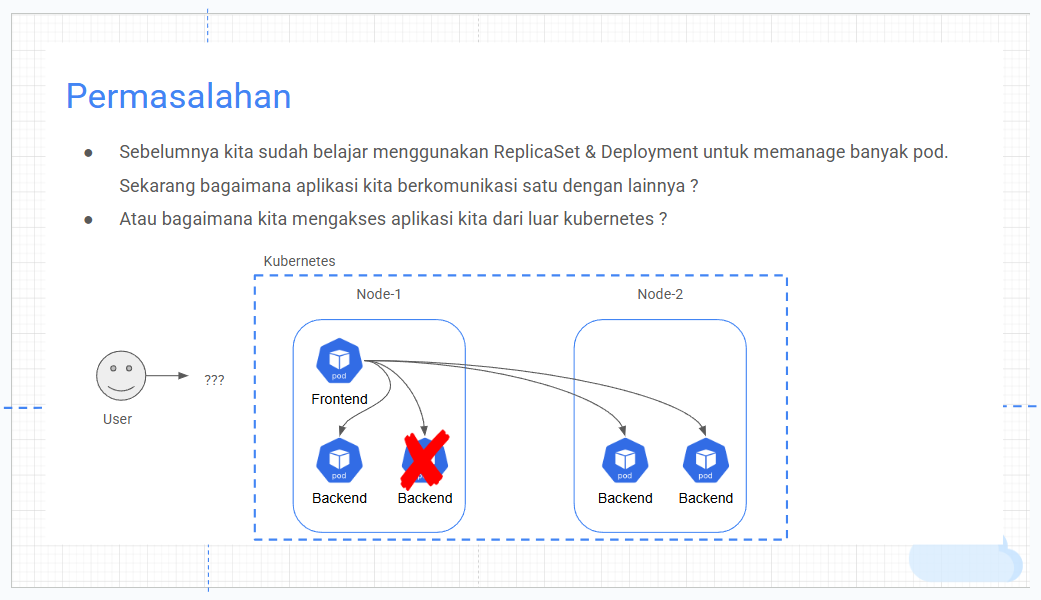 Permasalahan
● Sebelumnya kita sudah belajar menggunakan ReplicaSet & Deployment untuk memanage banyak pod.
Sekarang bagaimana aplikasi kita berkomunikasi satu dengan lainnya ?
● Atau bagaimana kita mengakses aplikasi kita dari luar kubernetes ?
Kubernetes
Node-1
Node-2
pod
Frontend
???
User
pod
pod
pod
Backend
Backend
Backend
Backend